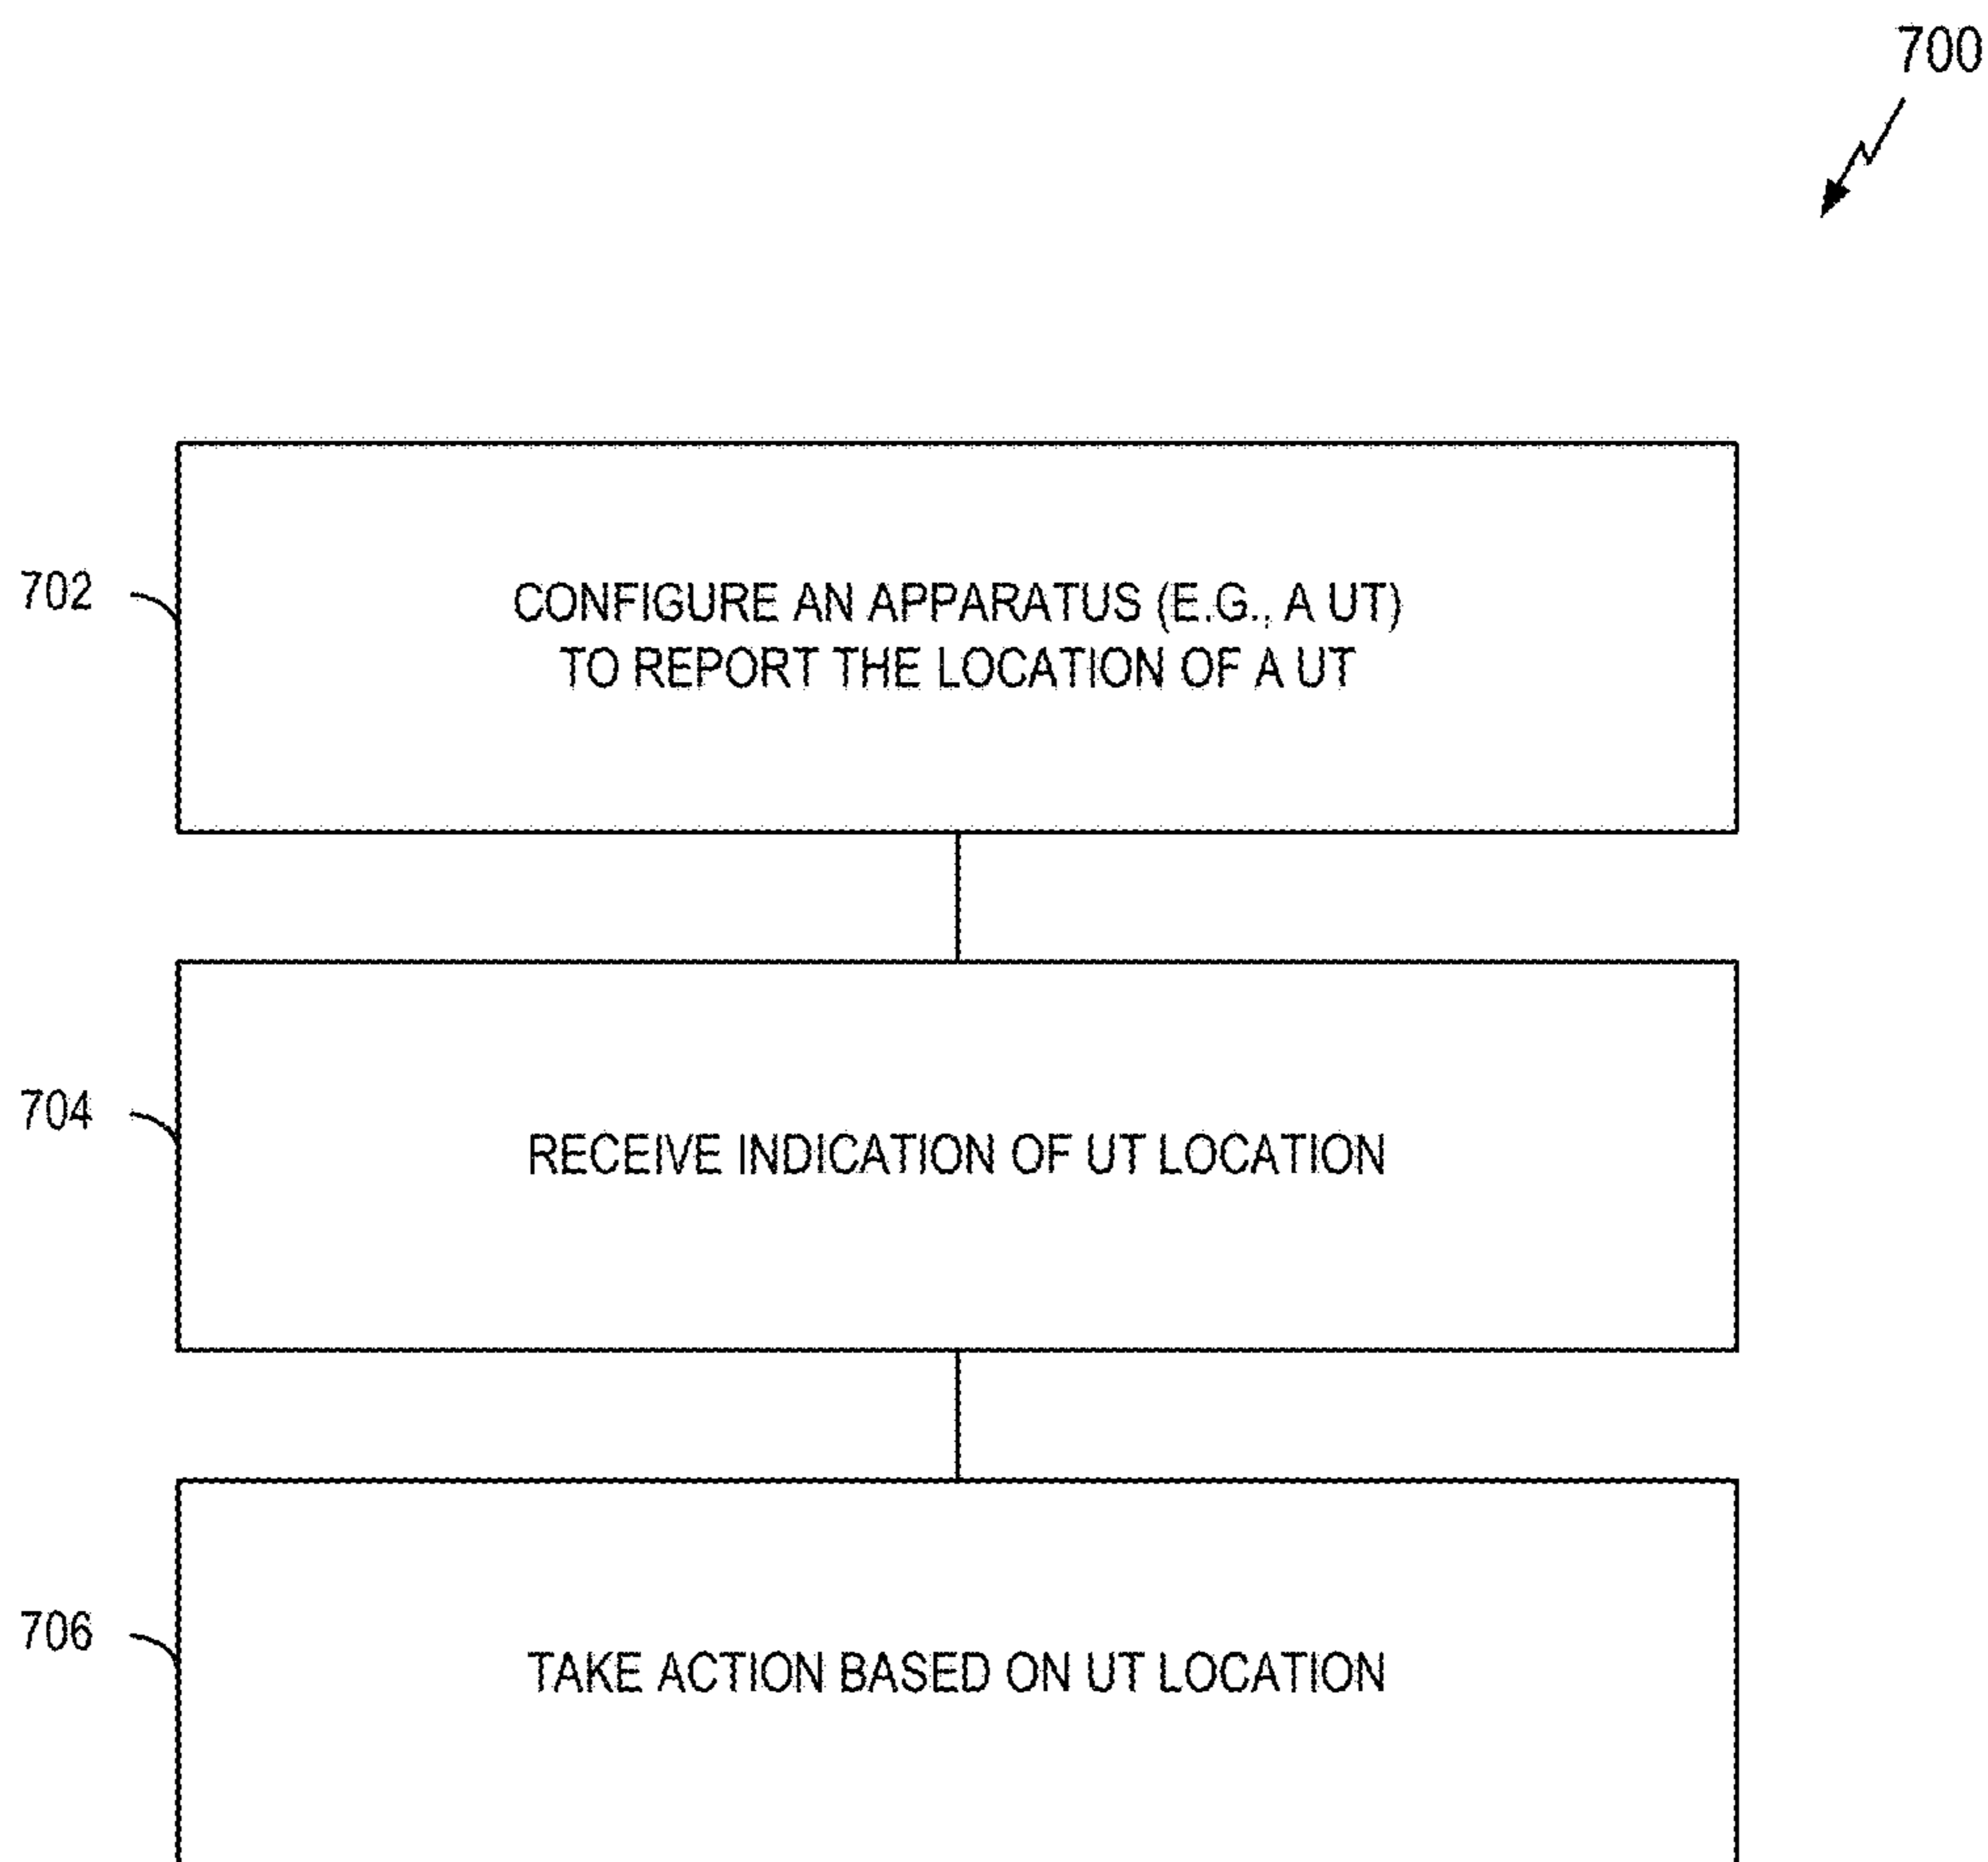 700
702
CONFIGURE AN APPARATUS (E.G., A UT)
TO REPORT THE LOCATION OF A UT
704
RECEIVE INDICATION OF UT LOCATION
706
TAKE ACTION BASED ON UT LOCATION